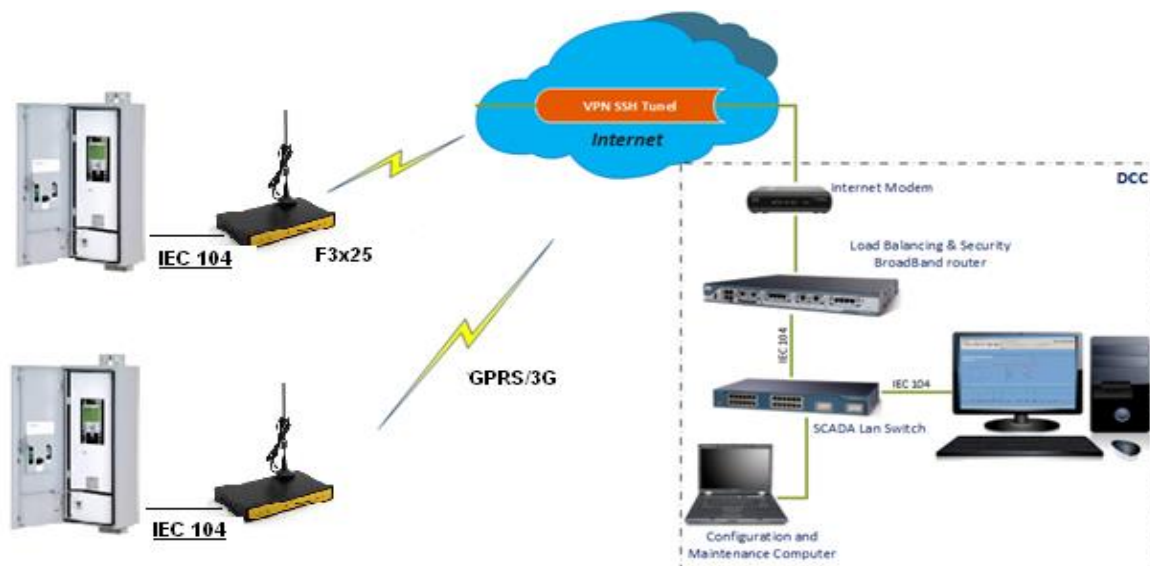 VPN SSH Tunel
Internet
DCC
Internet Modem
Load Balancing & Security
BroadBand router
IEC 104
F3x25
IEC 104
GPRS/3G
IEC 104
SCADA Lan Switch
IEC 104
Configuration and
Maintenance Computer